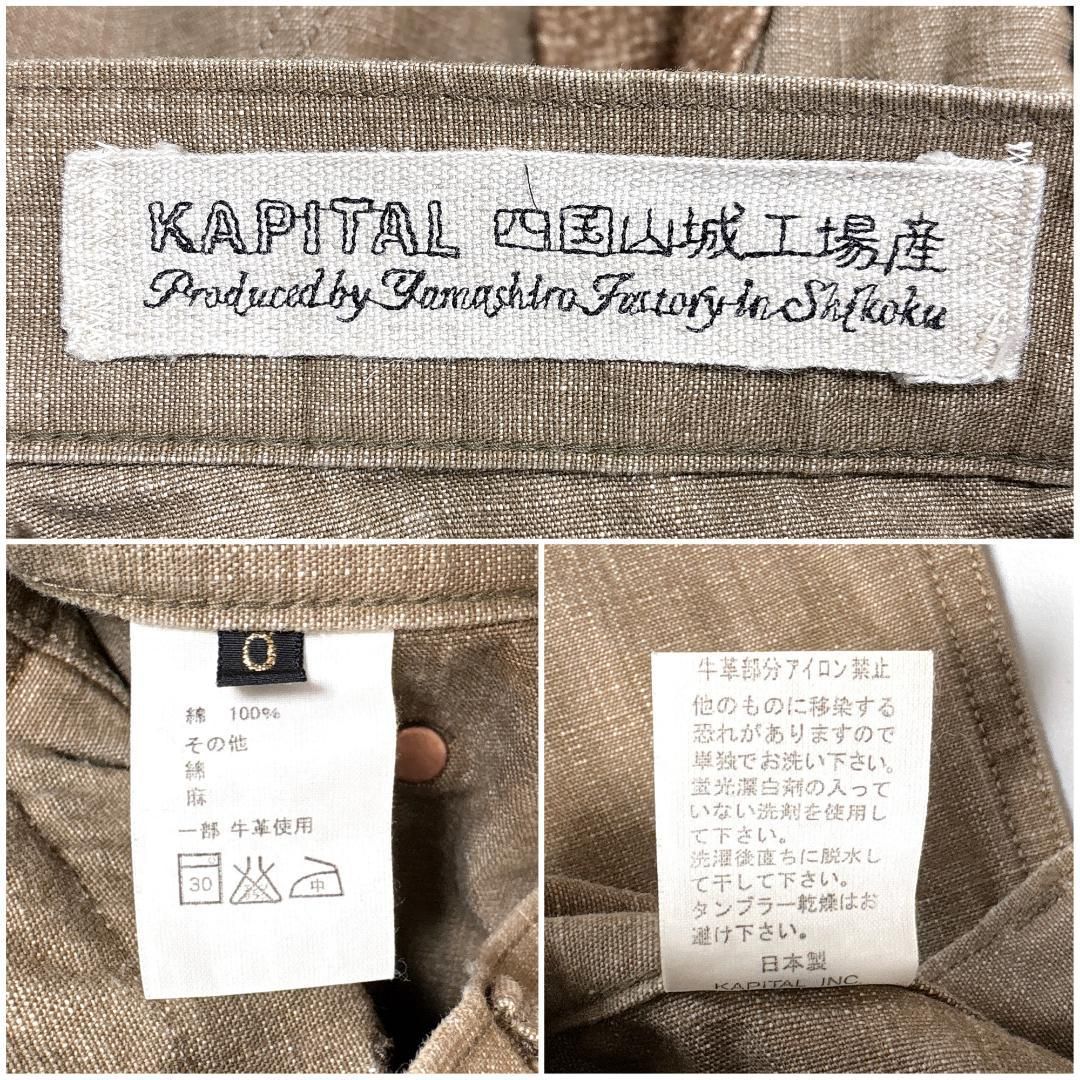 KAPITAL 四国山城工場産
Produced by Yamashiro Factory in Shikoku
0
綿 100%
その他
綿
麻
一部 牛革使用
30
中
牛革部分アイロン禁止
他のものに移染する
恐れがありますので
単独でお洗い下さい。
蛍光漂白剤の入って
いない洗剤を使用し
て下さい。
洗濯後直ちに脱水し
て干して下さい。
タンブラー乾燥はお
避け下さい。
日本製
KAPITAL INC